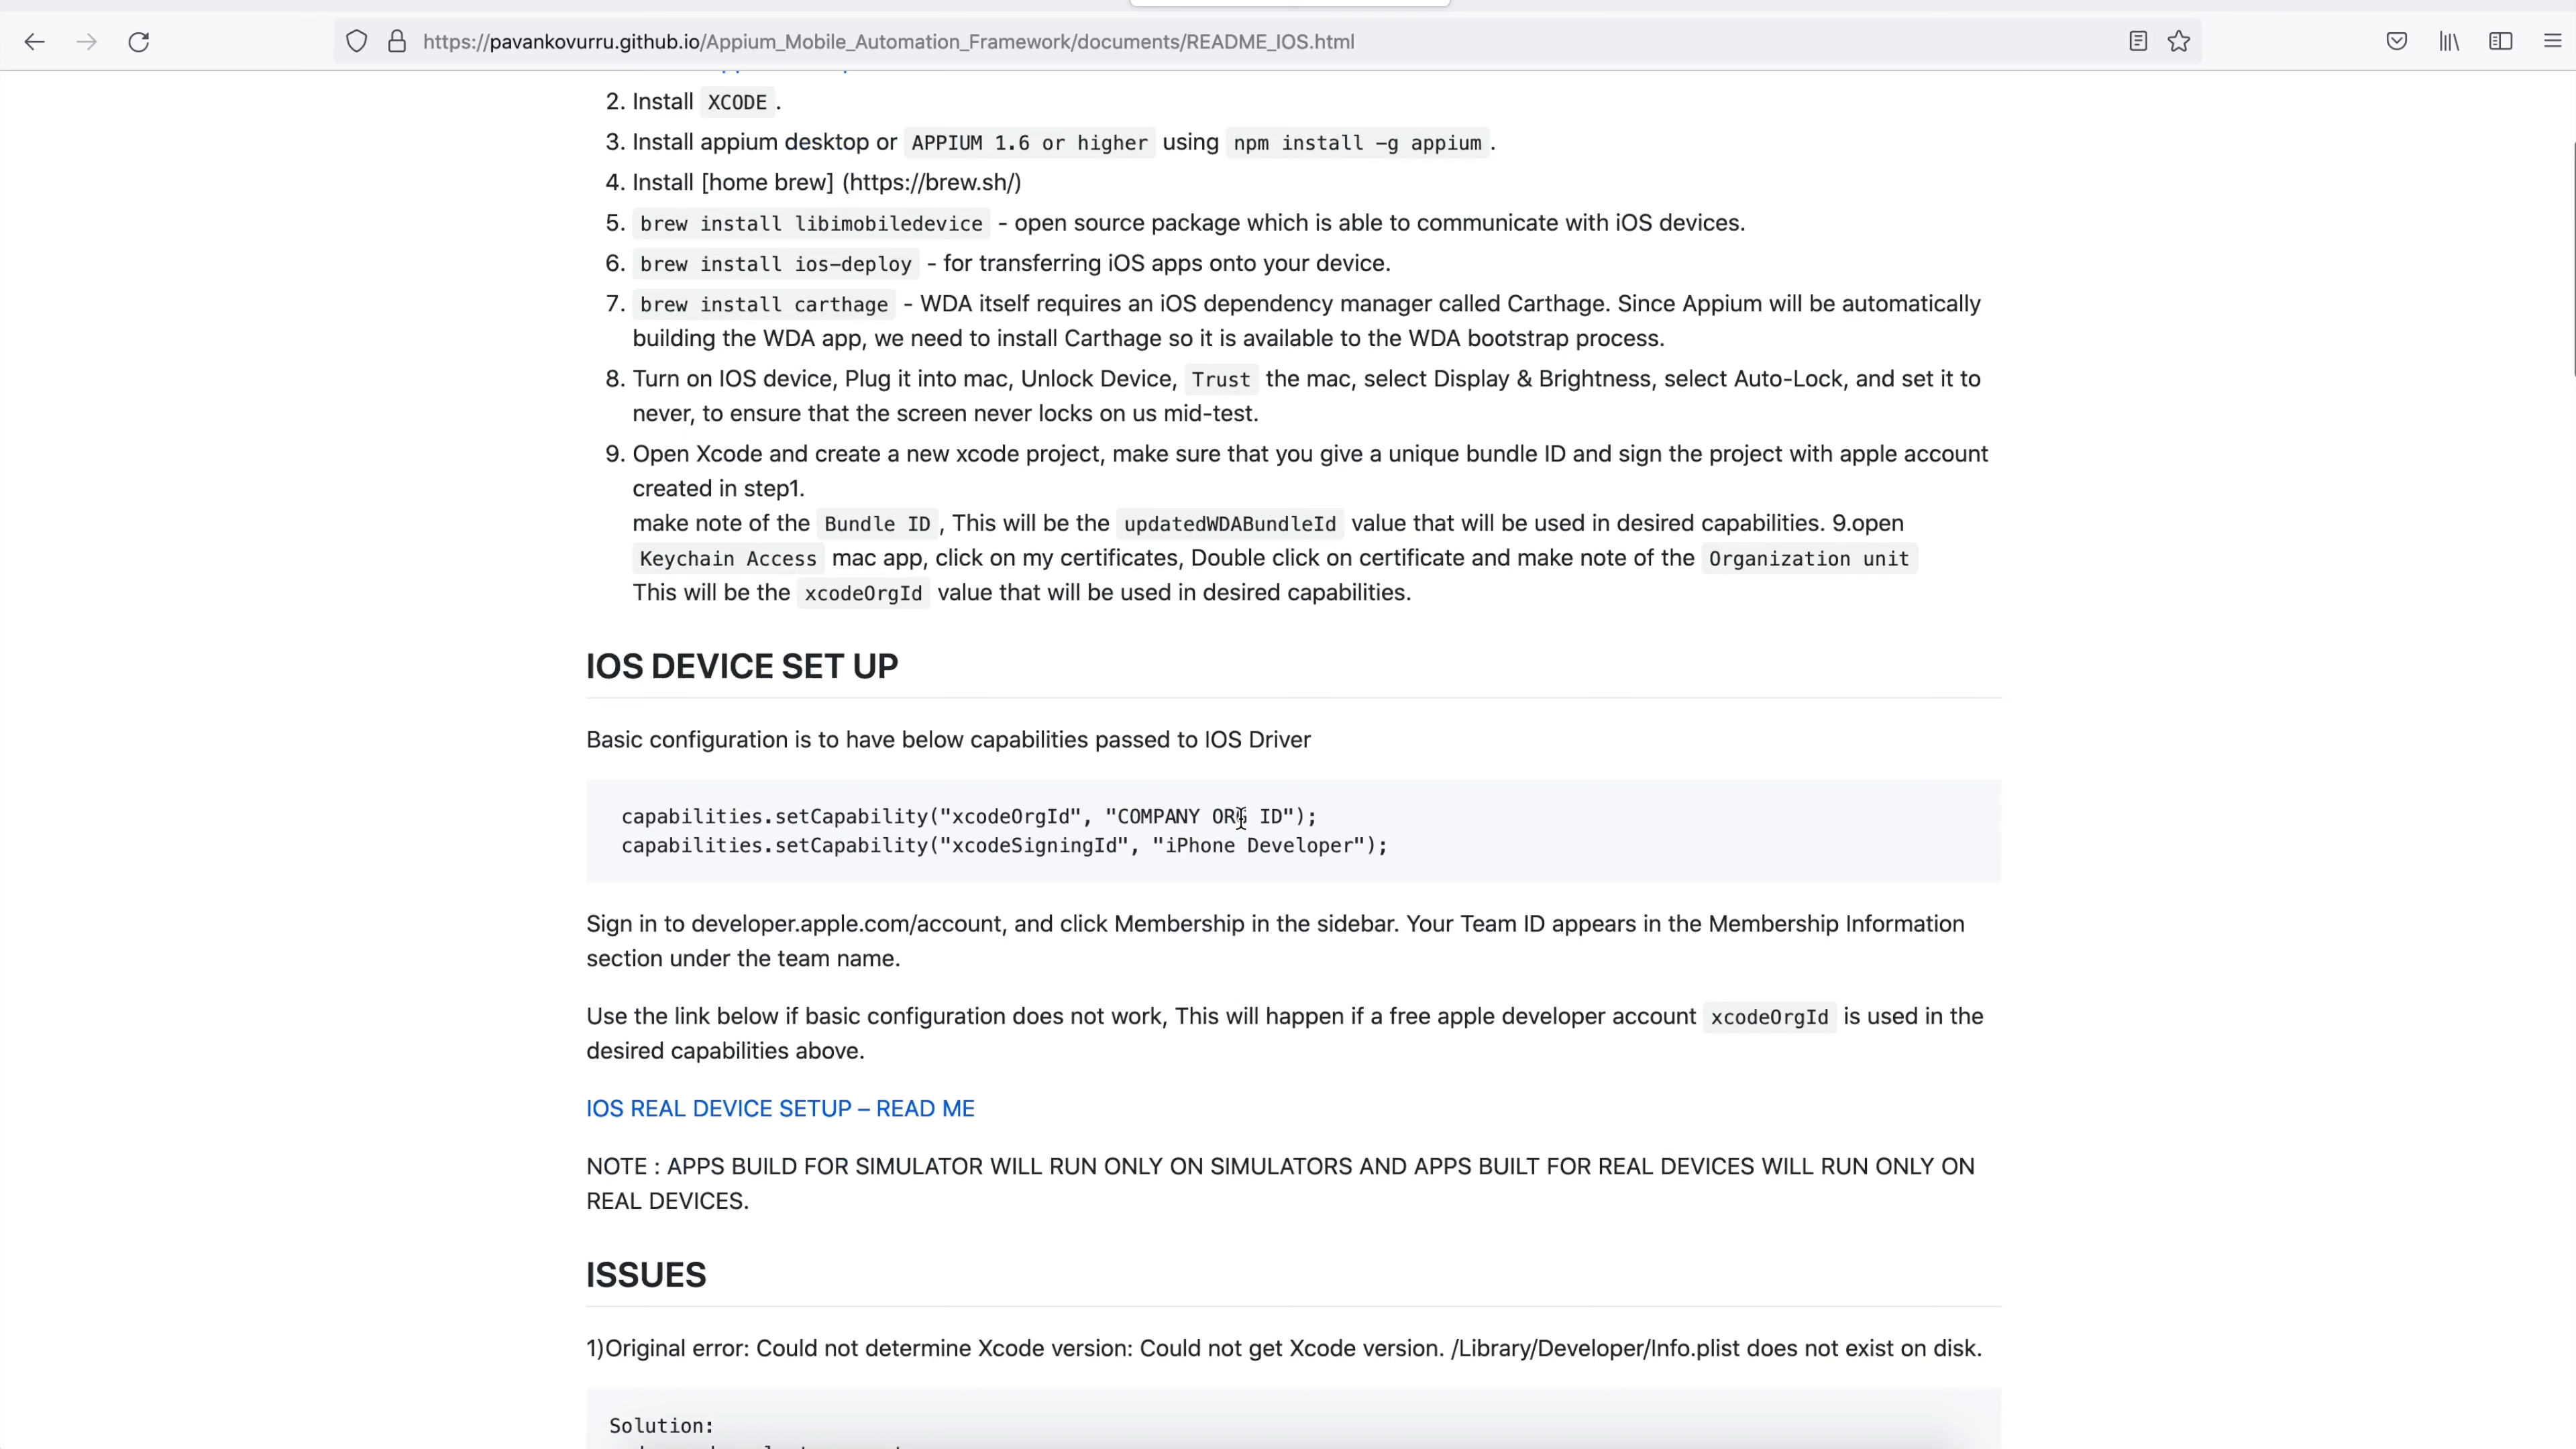 https://pavankovurru.github.io/Appium_Mobile_Automation_Framework/documents/README_IOS.html
2. Install XCODE .
3. Install appium desktop or APPIUM 1.6 or higher using npm install -g appium .
4. Install [home brew] (https://brew.sh/)
5. brew install libimobiledevice - open source package which is able to communicate with iOS devices.
6. brew install ios-deploy - for transferring iOS apps onto your device.
7. brew install carthage - WDA itself requires an iOS dependency manager called Carthage. Since Appium will be automatically
building the WDA app, we need to install Carthage so it is available to the WDA bootstrap process.
8. Turn on IOS device, Plug it into mac, Unlock Device, Trust the mac, select Display & Brightness, select Auto-Lock, and set it to
never, to ensure that the screen never locks on us mid-test.
9. Open Xcode and create a new xcode project, make sure that you give a unique bundle ID and sign the project with apple account
created in step1.
make note of the Bundle ID , This will be the updatedWDABundleId value that will be used in desired capabilities. 9.open
Keychain Access mac app, click on my certificates, Double click on certificate and make note of the Organization unit
This will be the xcodeOrgId value that will be used in desired capabilities.
IOS DEVICE SET UP
Basic configuration is to have below capabilities passed to IOS Driver
capabilities.setCapability("xcodeOrgId", "COMPANY ORG ID");
capabilities.setCapability("xcodeSigningId", "iPhone Developer");
Sign in to developer.apple.com/account, and click Membership in the sidebar. Your Team ID appears in the Membership Information
section under the team name.
Use the link below if basic configuration does not work, This will happen if a free apple developer account xcodeOrgId is used in the
desired capabilities above.
IOS REAL DEVICE SETUP – READ ME
NOTE : APPS BUILD FOR SIMULATOR WILL RUN ONLY ON SIMULATORS AND APPS BUILT FOR REAL DEVICES WILL RUN ONLY ON
REAL DEVICES.
ISSUES
1)Original error: Could not determine Xcode version: Could not get Xcode version. /Library/Developer/Info.plist does not exist on disk.
Solution: